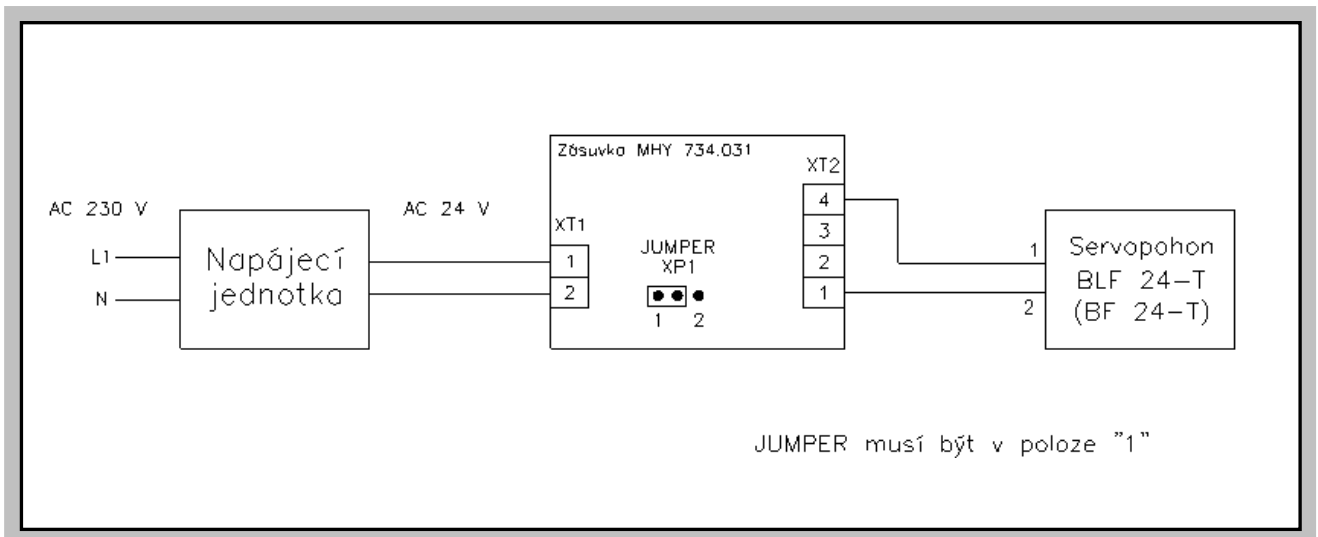 Zásuvka MHY 734.031
XT2
AC 230 V
AC 24 V
4
XT1
3
L1
Napájecí
jednotka
1
JUMPER
XP1
2
1
Servopohon
BLF 24-T
(BF 24-T)
N
2
1
2
1
2
JUMPER musí být v poloze "1"